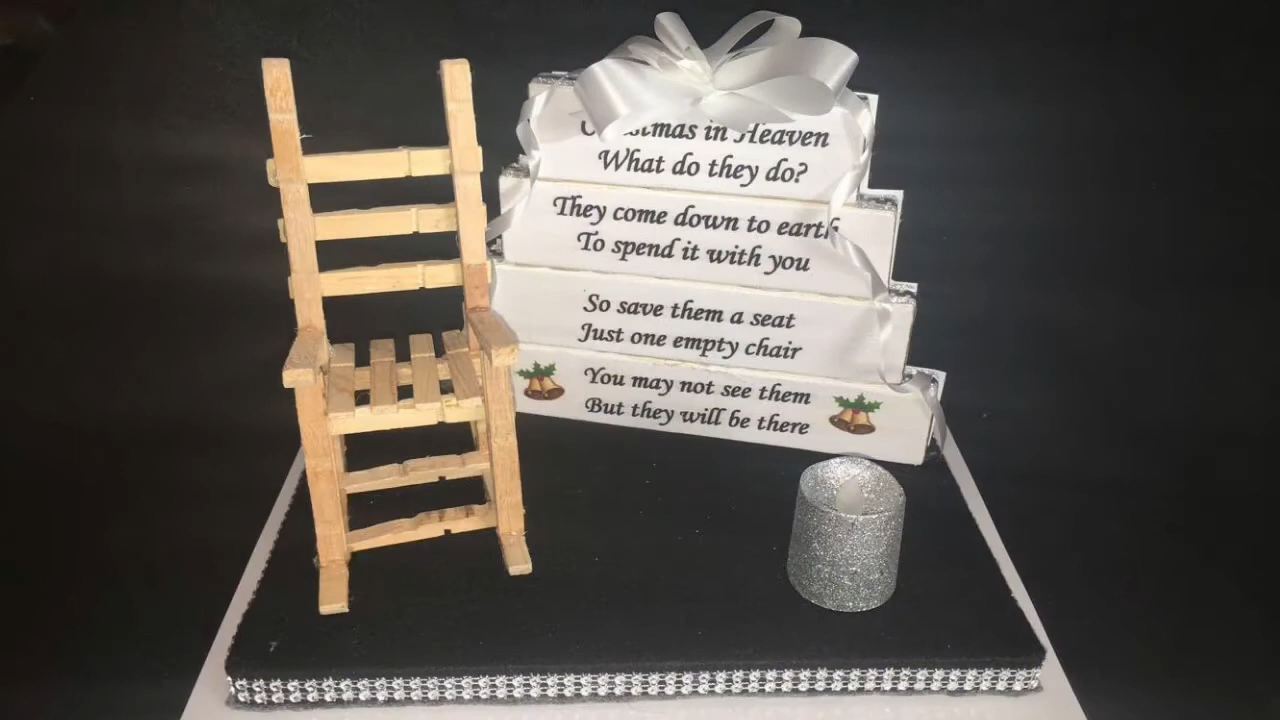 in Heaven
What do they do?
They come down to earth
To spend it with you
So save them a seat
Just one empty chair
You may not see them
But they will be there